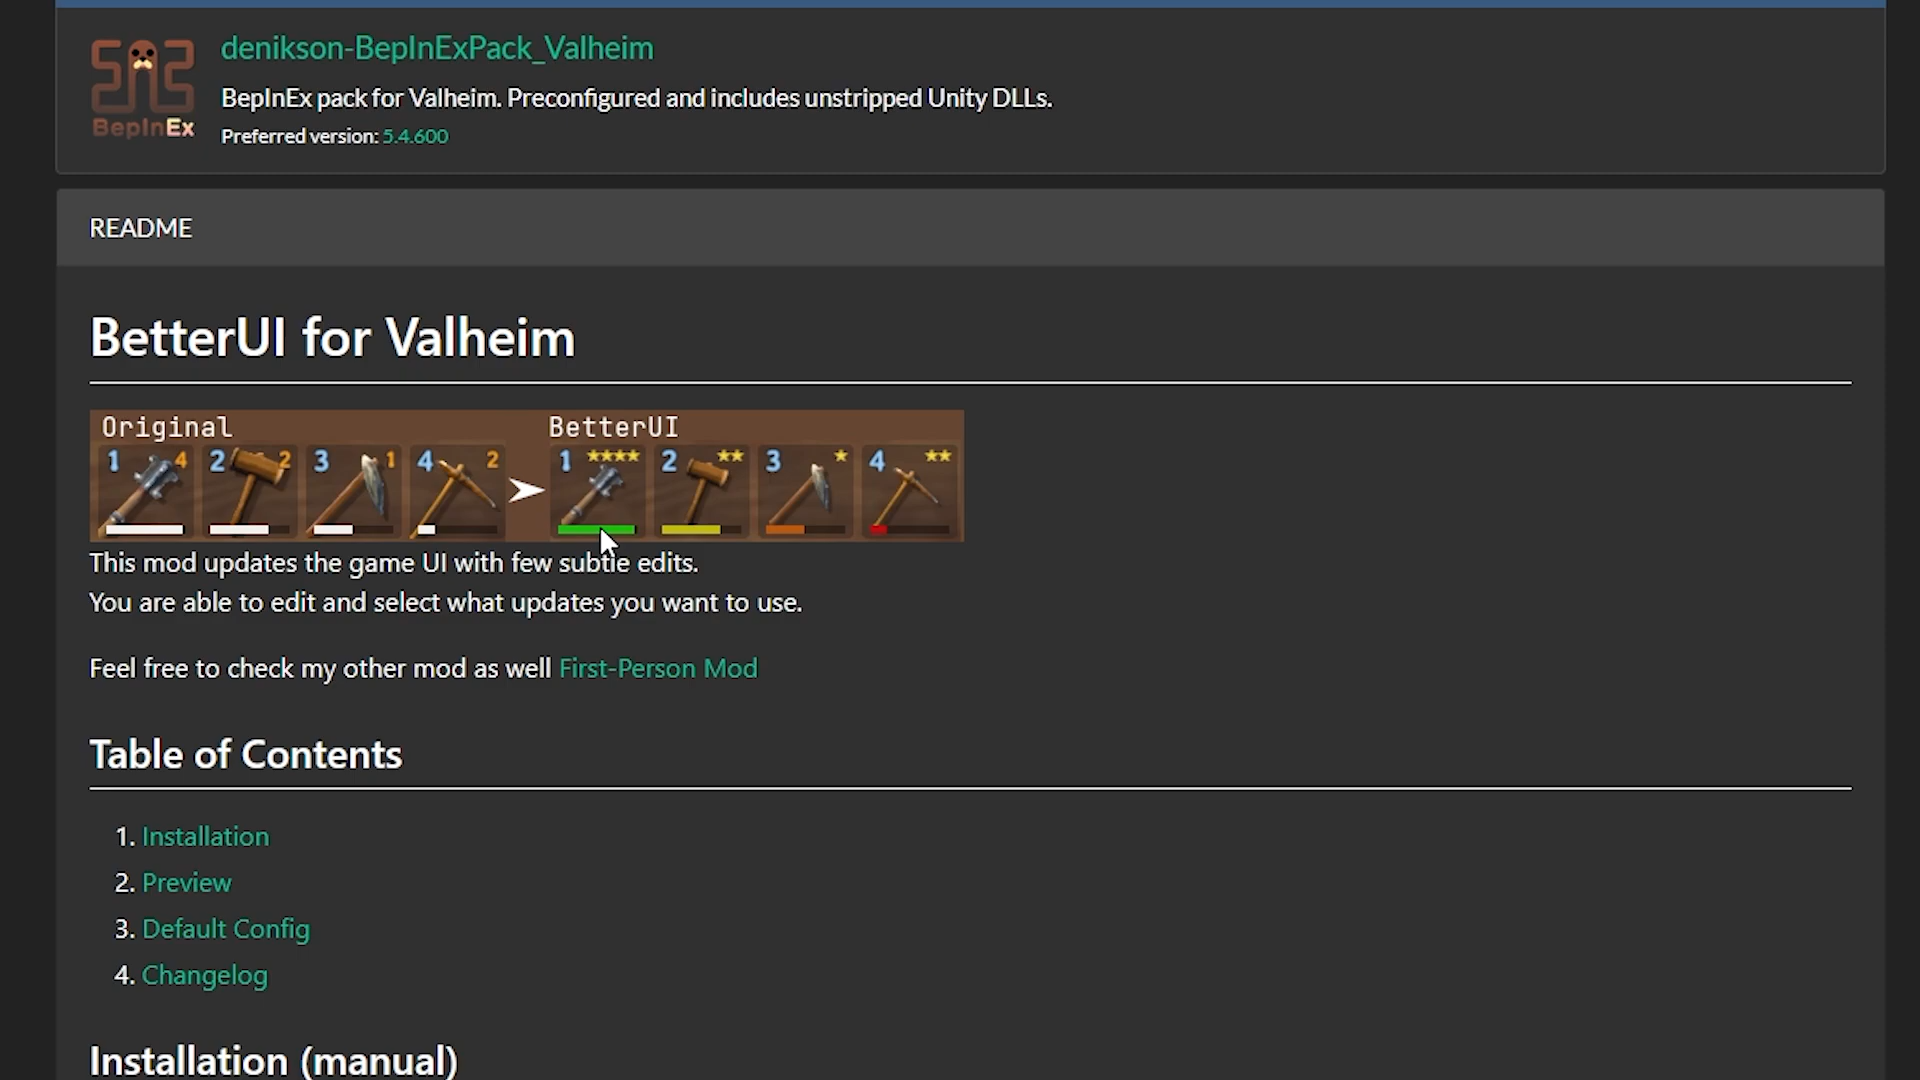 denikson-BepInExPack_Valheim
BepInEx pack for Valheim. Preconfigured and includes unstripped Unity DLLs.
BepInEx
Preferred version: 5.4.600
README
BetterUI for Valheim
Original
BetterUI
1 4 2 2 3 1 4 2
1 ★★★★ 2 ★★ 3 ★ 4 ★★
This mod updates the game UI with few subtle edits.
You are able to edit and select what updates you want to use.
Feel free to check my other mod as well First-Person Mod
Table of Contents
1. Installation
2. Preview
3. Default Config
4. Changelog
Installation (manual)